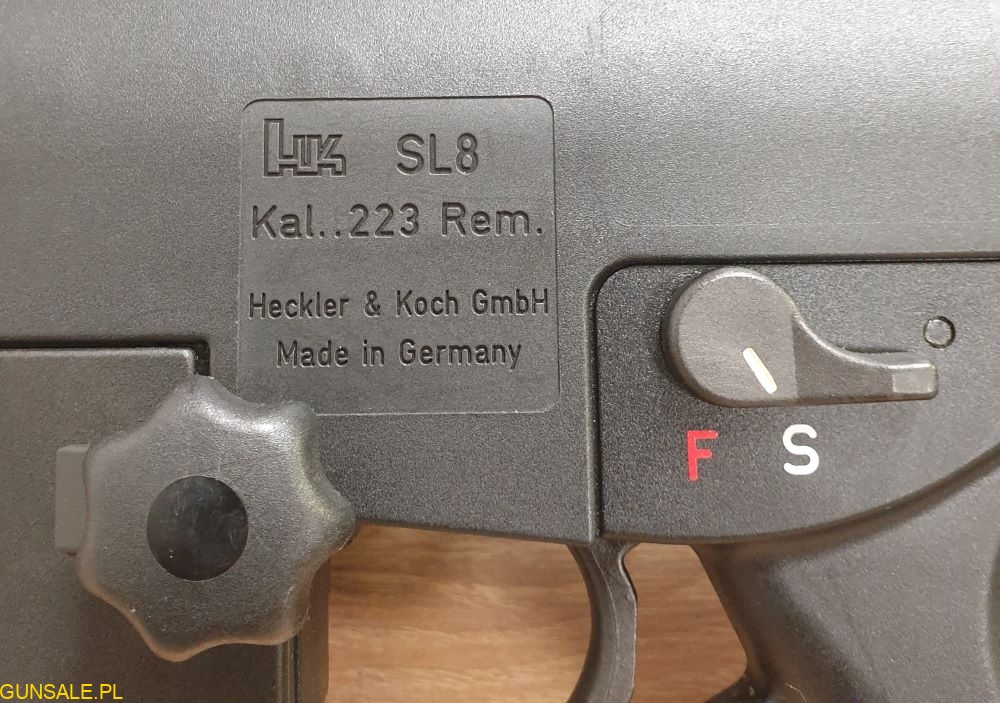 HK SL8
Kal..223 Rem.
Heckler & Koch GmbH
Made in Germany
F S
GUNSALE.PL